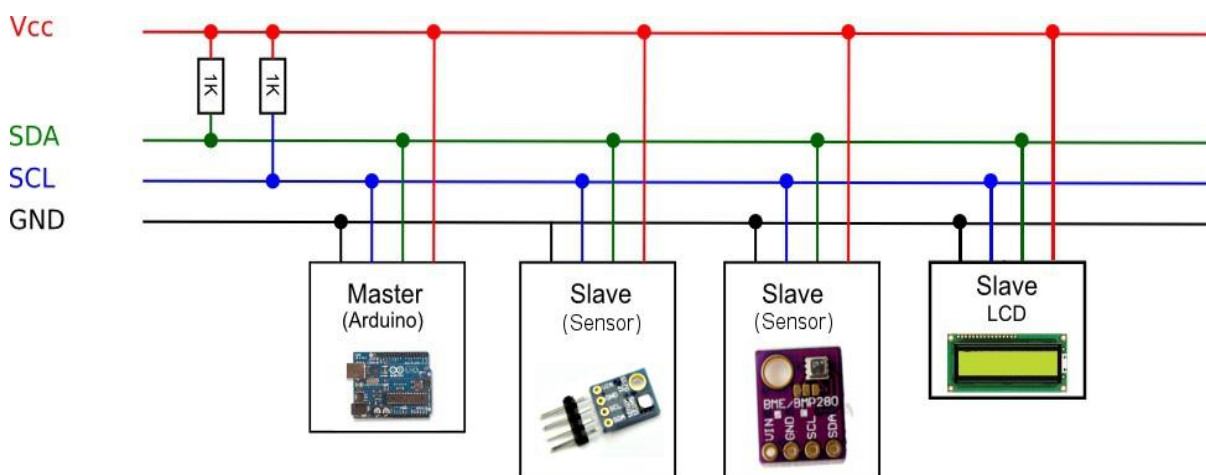 Vcc
1K
1K
SDA
SCL
GND
Master
(Arduino)
Slave
(Sensor)
Slave
(Sensor)
Slave
LCD
BME/BMP280
VIN
GND
SCL
SDA